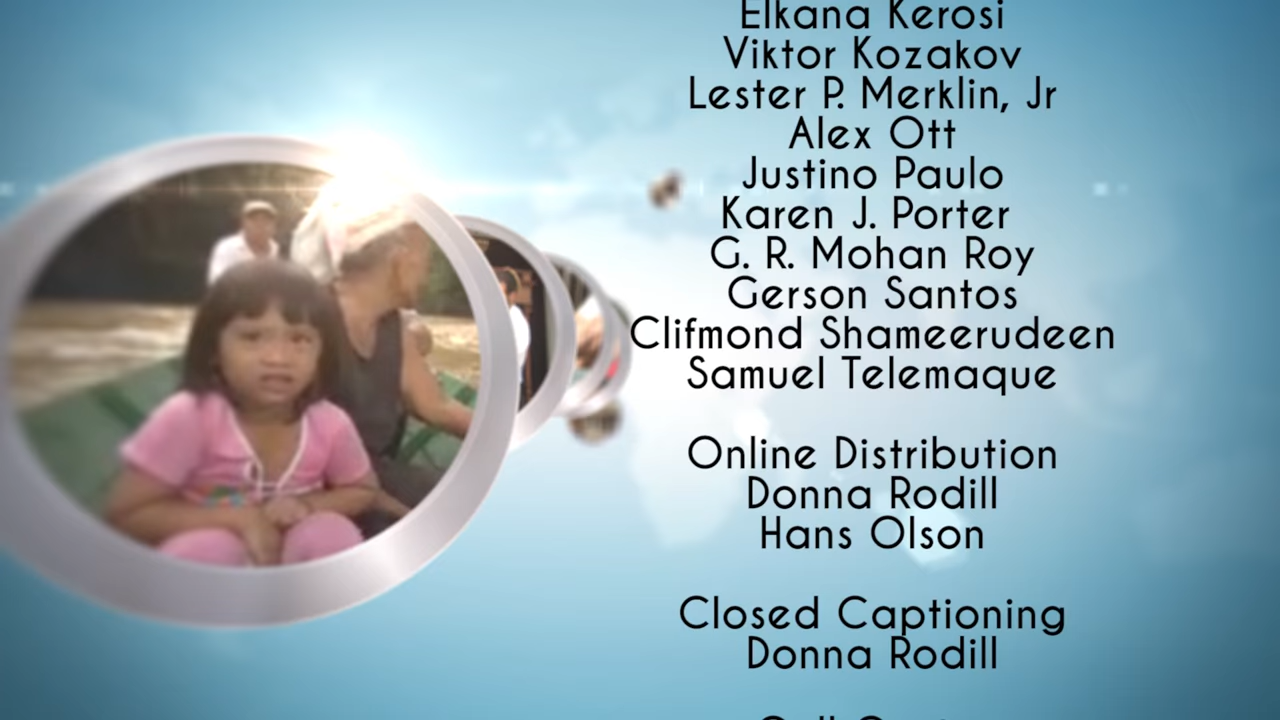 Elkana Kerosi
Viktor Kozakov
Lester P. Merklin, Jr
Alex Ott
Justino Paulo
Karen J. Porter
G. R. Mohan Roy
Gerson Santos
Clifmond Shameerudeen
Samuel Telemaque
Online Distribution
Donna Rodill
Hans Olson
Closed Captioning
Donna Rodill